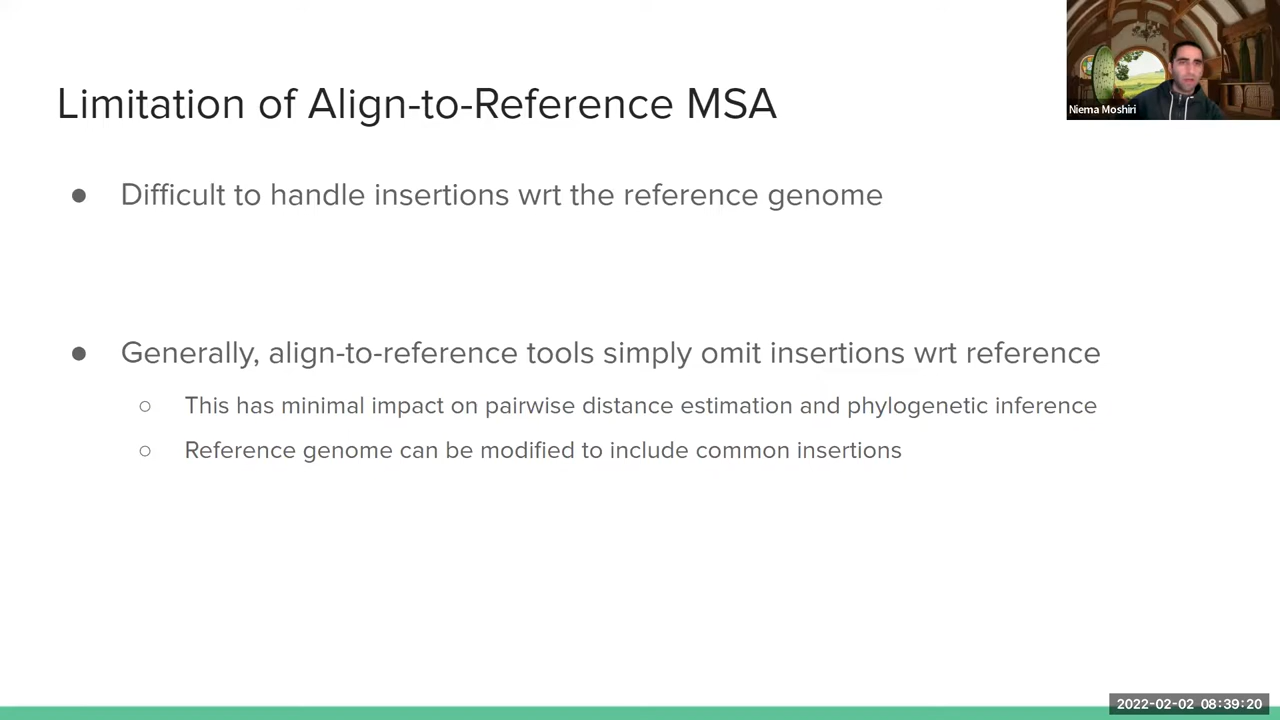 Limitation of Align-to-Reference MSA
Niema Moshiri
● Difficult to handle insertions wrt the reference genome
● Generally, align-to-reference tools simply omit insertions wrt reference
○ This has minimal impact on pairwise distance estimation and phylogenetic inference
○ Reference genome can be modified to include common insertions
2022-02-02 08:39:20